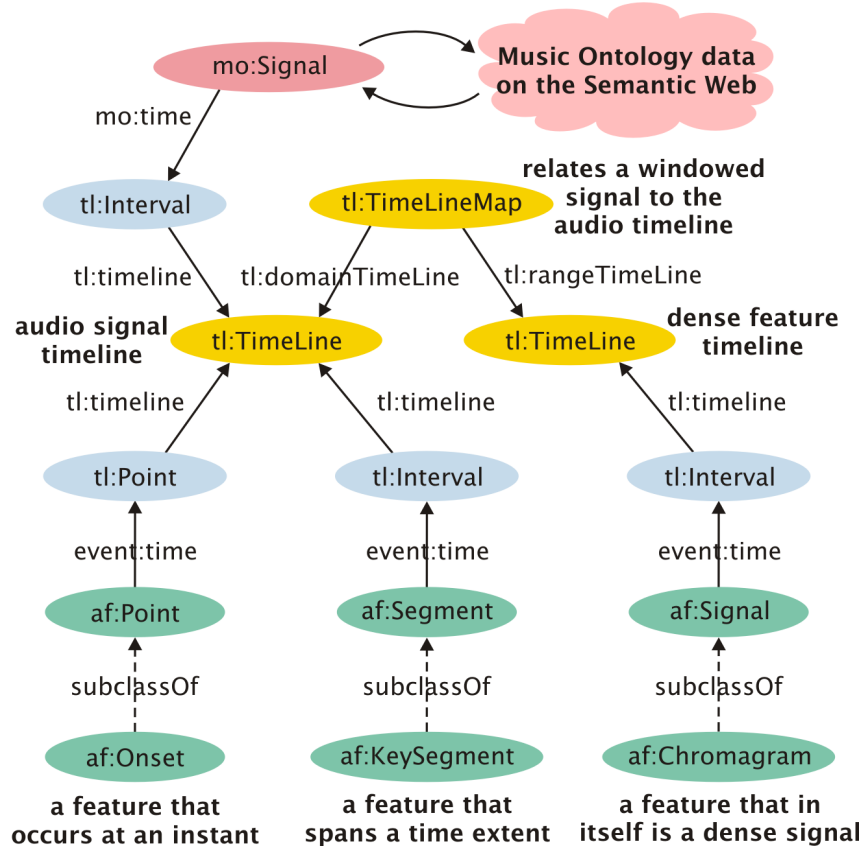 mo:Signal
Music Ontology data
on the Semantic Web
mo:time
tl:Interval
tl:TimeLineMap
relates a windowed
signal to the
audio timeline
tl:timeline
tl:domainTimeLine
tl:rangeTimeLine
audio signal
timeline
tl:TimeLine
tl:TimeLine
dense feature
timeline
tl:timeline
tl:timeline
tl:timeline
tl:Point
tl:Interval
tl:Interval
event:time
event:time
event:time
af:Point
af:Segment
af:Signal
subclassOf
subclassOf
subclassOf
af:Onset
af:KeySegment
af:Chromagram
a feature that
occurs at an instant
a feature that
spans a time extent
a feature that in
itself is a dense signal